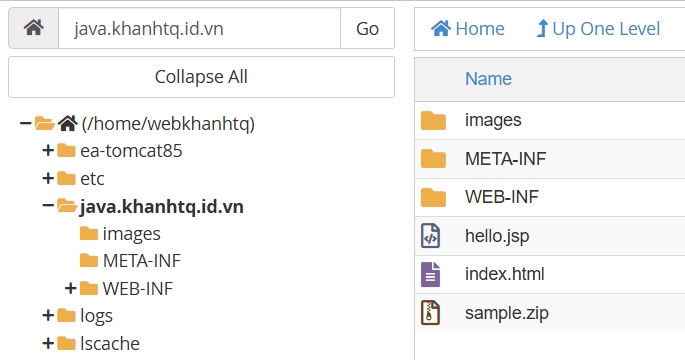 java.khanhtq.id.vn
Go
Collapse All
(/home/webkhanhtq)
ea-tomcat85
etc
java.khanhtq.id.vn
images
META-INF
WEB-INF
logs
lscache
Home
Up One Level
Name
images
META-INF
WEB-INF
hello.jsp
index.html
sample.zip